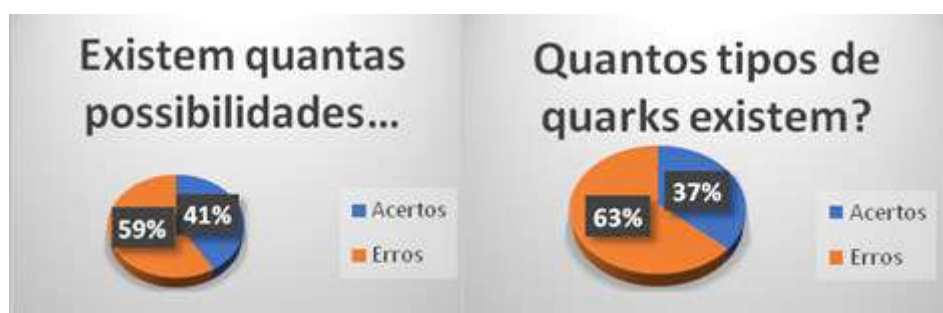 Existem quantas
possibilidades...
59%
41%
Acertos
Erros
Quantos tipos de
quarks existem?
63%
37%
Acertos
Erros